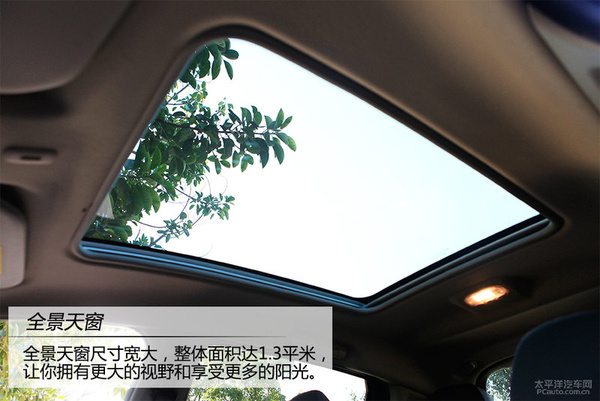 全景天窗
全景天窗尺寸宽大，整体面积达1.3平米，
让你拥有更大的视野和享受更多的阳光。
太平洋汽车网
PCauto.com.cn